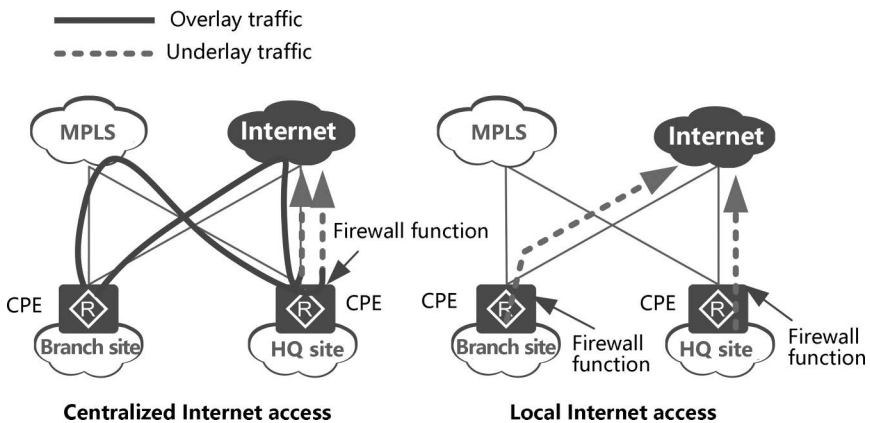 Overlay traffic
Underlay traffic
MPLS
Internet
Firewall function
CPE
R
R
CPE
Branch site
HQ site
Centralized Internet access
MPLS
Internet
CPE
R
CPE
R
Branch site
Firewall
function
HQ site
Firewall
function
Local Internet access